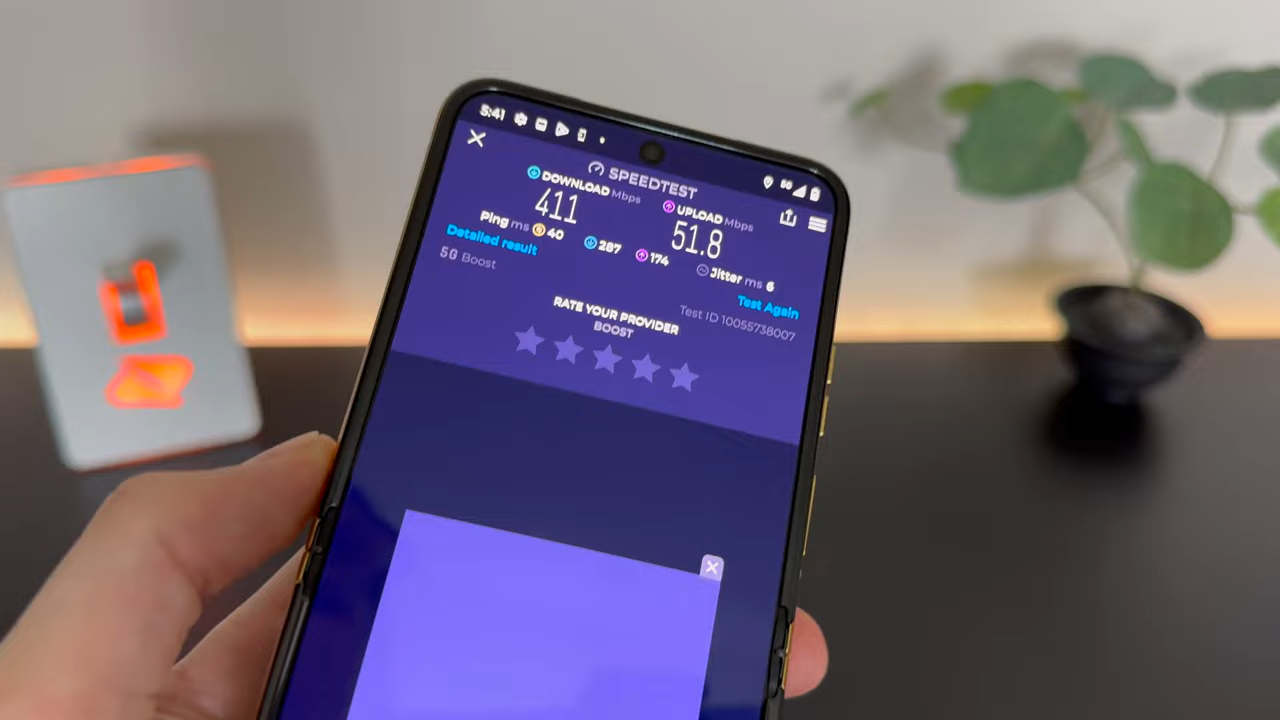 5:41
5G
SPEEDTEST
DOWNLOAD Mbps
UPLOAD Mbps
411
51.8
Ping ms 40 287 174 Jitter ms 6
Detailed result
Test Again
5G Boost
Test ID 10055738007
RATE YOUR PROVIDER
BOOST